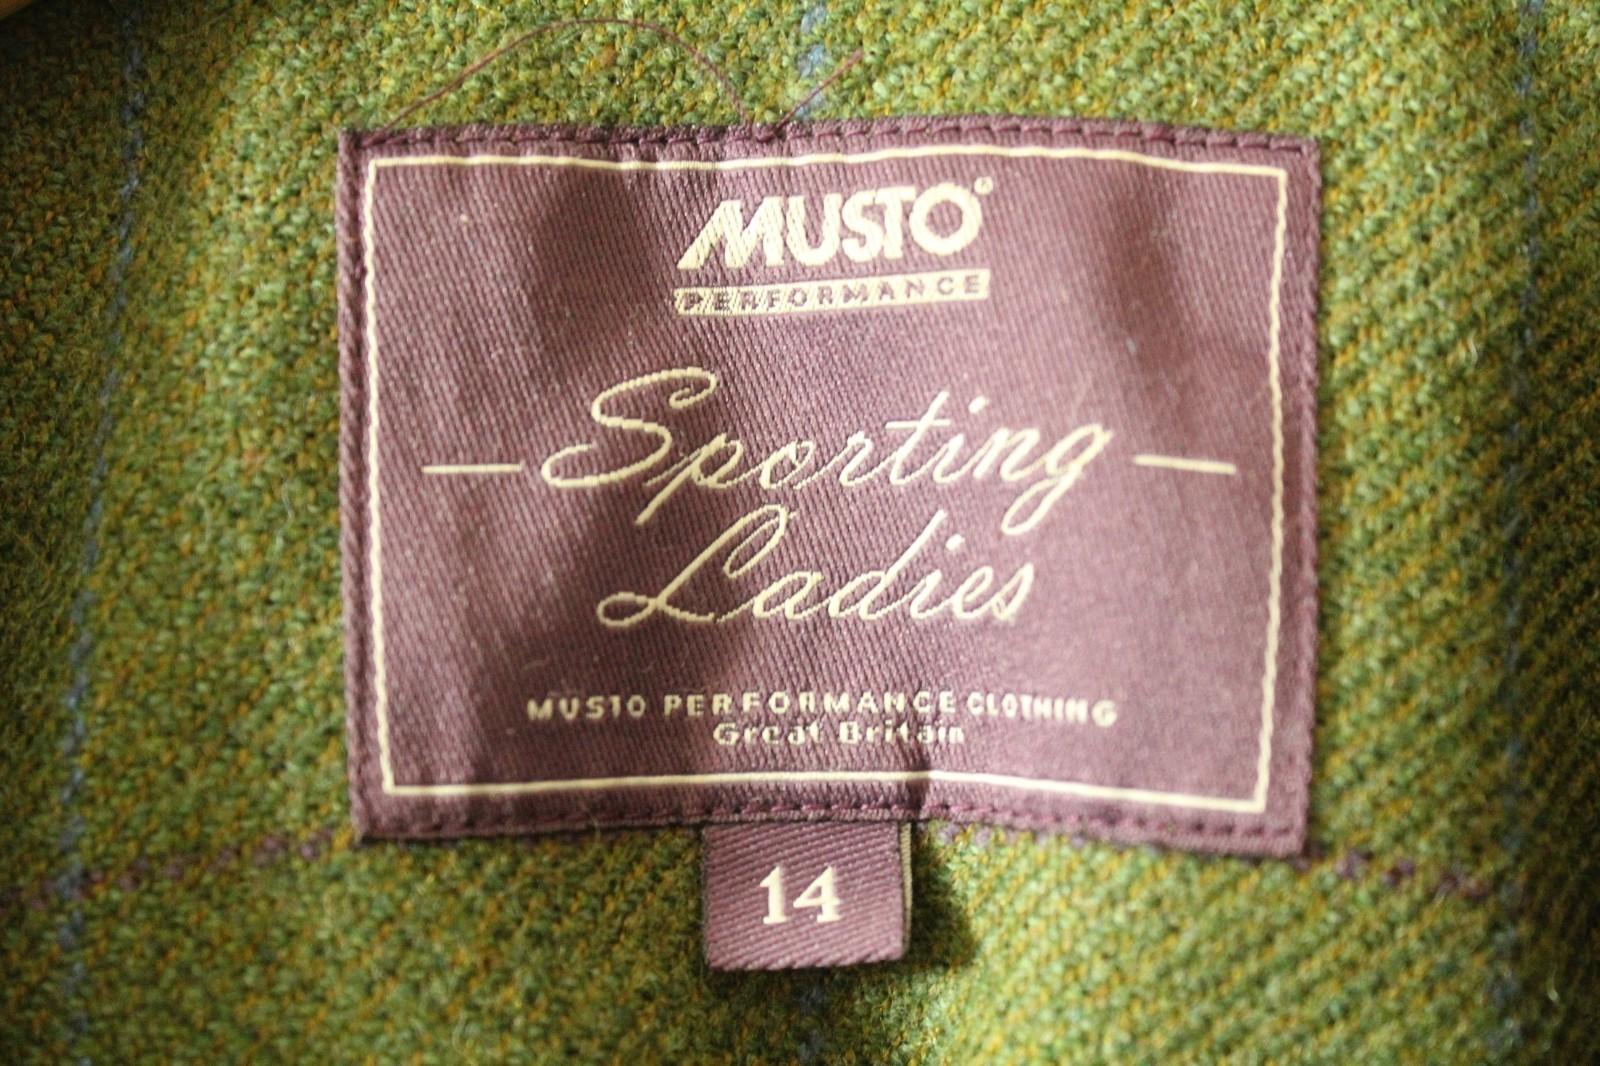 MUSTO®
PERFORMANCE
Sporting
Ladies
MUSTO PERFORMANCE CLOTHING
Great Britain
14